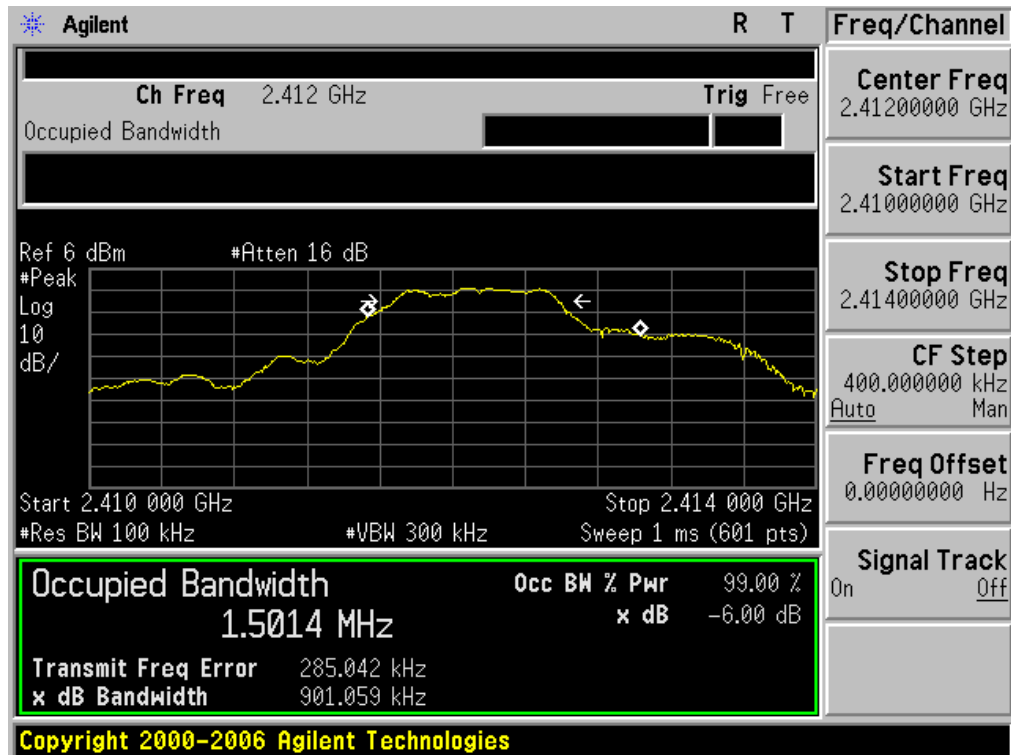 Agilent R T Freq/Channel
Ch Freq 2.412 GHz Trig Free
Occupied Bandwidth
Center Freq
2.41200000 GHz
Start Freq
2.41000000 GHz
Stop Freq
2.41400000 GHz
CF Step
400.000000 kHz
Auto Man
Freq Offset
0.00000000 Hz
Signal Track
On Off
Ref 6 dBm #Atten 16 dB
#Peak
Log
10
dB/
Start 2.410 000 GHz Stop 2.414 000 GHz
#Res BW 100 kHz #VBW 300 kHz Sweep 1 ms (601 pts)
Occupied Bandwidth Occ BW % Pwr 99.00 %
1.5014 MHz x dB -6.00 dB
Transmit Freq Error 285.042 kHz
x dB Bandwidth 901.059 kHz
Copyright 2000-2006 Agilent Technologies